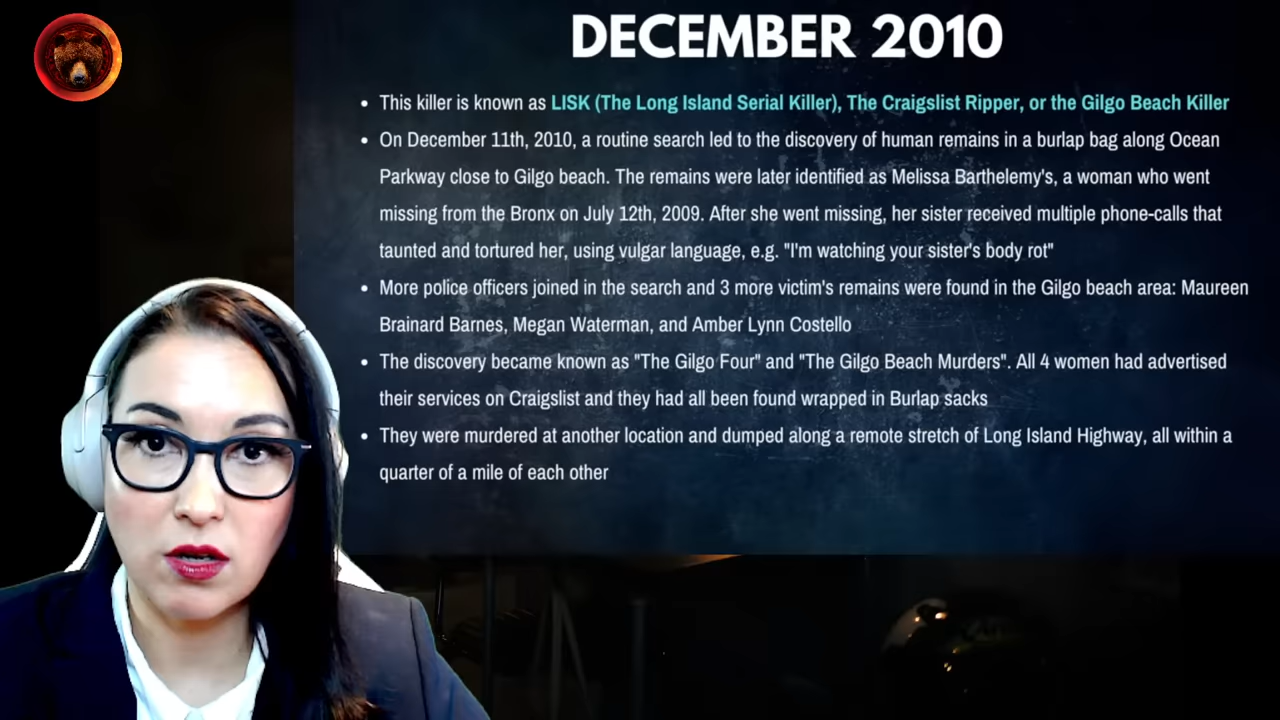 DECEMBER 2010
• This killer is known as LISK (The Long Island Serial Killer), The Craigslist Ripper, or the Gilgo Beach Killer
• On December 11th, 2010, a routine search led to the discovery of human remains in a burlap bag along Ocean
Parkway close to Gilgo beach. The remains were later identified as Melissa Barthelemy's, a woman who went
missing from the Bronx on July 12th, 2009. After she went missing, her sister received multiple phone-calls that
taunted and tortured her, using vulgar language, e.g. "I'm watching your sister's body rot"
• More police officers joined in the search and 3 more victim's remains were found in the Gilgo beach area: Maureen
Brainard Barnes, Megan Waterman, and Amber Lynn Costello
• The discovery became known as "The Gilgo Four" and "The Gilgo Beach Murders". All 4 women had advertised
their services on Craigslist and they had all been found wrapped in Burlap sacks
• They were murdered at another location and dumped along a remote stretch of Long Island Highway, all within a
quarter of a mile of each other